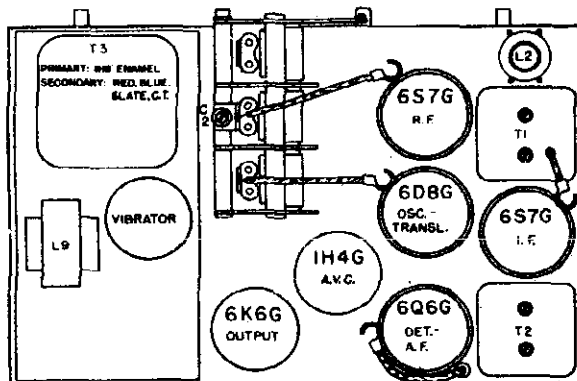 T3
PRIMARY: BW ENAMEL
SECONDARY: RED, BLUE,
SLATE, C.T.
C
2
L2
6S7G
R.F.
T1
6D8G
OSC.-
TRANSL.
6S7G
I.F.
VIBRATOR
L9
1H4G
A.V.C.
6K6G
OUTPUT
6Q6G
DET.-
A.F.
T2